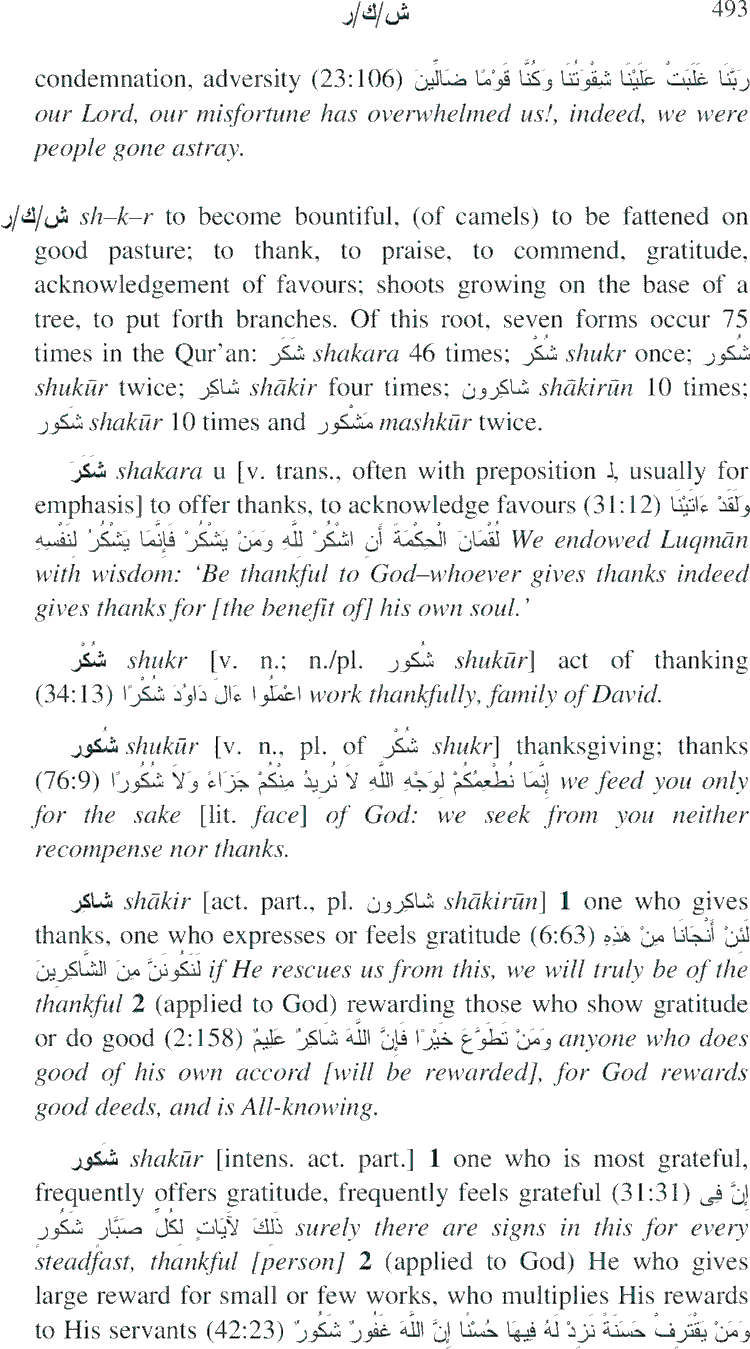 ش/ك/ر 493
condemnation, adversity (23:106) رَبَّنَا غَلَبَتْ عَلَيْنَا شِقْوَتُنَا وَكُنَّا قَوْمًا ضَالِّينَ
our Lord, our misfortune has overwhelmed us!, indeed, we were
people gone astray.
ش/ك/ر sh–k–r to become bountiful, (of camels) to be fattened on
good pasture; to thank, to praise, to commend, gratitude,
acknowledgement of favours; shoots growing on the base of a
tree, to put forth branches. Of this root, seven forms occur 75
times in the Qur’an: شَكَر shakara 46 times; شُكْر shukr once; شُكور
shukūr twice; شاكِر shākir four times; شاكِرون shākirūn 10 times;
شَكور shakūr 10 times and مَشْكور mashkūr twice.
شَكَرَ shakara u [v. trans., often with preposition لِ, usually for
emphasis] to offer thanks, to acknowledge favours (31:12) وَلَقَدْ ءَاتَيْنَا
لُقْمَانَ الْحِكْمَةَ أَنِ اشْكُرْ لِلَّهِ وَمَنْ يَشْكُرْ فَإِنَّمَا يَشْكُرُ لِنَفْسِهِ We endowed Luqmān
with wisdom: ‘Be thankful to God–whoever gives thanks indeed
gives thanks for [the benefit of] his own soul.’
شُكْر shukr [v. n.; n./pl. شُكور shukūr] act of thanking
(34:13) اعْمَلُوا ءَالَ دَاوُدَ شُكْرًا work thankfully, family of David.
شُكور shukūr [v. n., pl. of شُكْر shukr] thanksgiving; thanks
(76:9) إِنَّمَا نُطْعِمُكُمْ لِوَجْهِ اللَّهِ لَا نُرِيدُ مِنْكُمْ جَزَاءً وَلَا شُكُورًا we feed you only
for the sake [lit. face] of God: we seek from you neither
recompense nor thanks.
شاكِر shākir [act. part., pl. شاكِرون shākirūn] 1 one who gives
thanks, one who expresses or feels gratitude (6:63) لَئِنْ أَنْجَانَا مِنْ هَذِهِ
لَنَكُونَنَّ مِنَ الشَّاكِرِينَ if He rescues us from this, we will truly be of the
thankful 2 (applied to God) rewarding those who show gratitude
or do good (2:158) وَمَنْ تَطَوَّعَ خَيْرًا فَإِنَّ اللَّهَ شَاكِرٌ عَلِيمٌ anyone who does
good of his own accord [will be rewarded], for God rewards
good deeds, and is All-knowing.
شَكور shakūr [intens. act. part.] 1 one who is most grateful,
frequently offers gratitude, frequently feels grateful (31:31) إِنَّ فِى
ذَلِكَ لَآيَاتٍ لِكُلِّ صَبَّارٍ شَكُورٍ surely there are signs in this for every
steadfast, thankful [person] 2 (applied to God) He who gives
large reward for small or few works, who multiplies His rewards
to His servants (42:23) وَمَنْ يَقْتَرِفْ حَسَنَةً نَزِدْ لَهُ فِيهَا حُسْنًا إِنَّ اللَّهَ غَفُورٌ شَكُورٌ